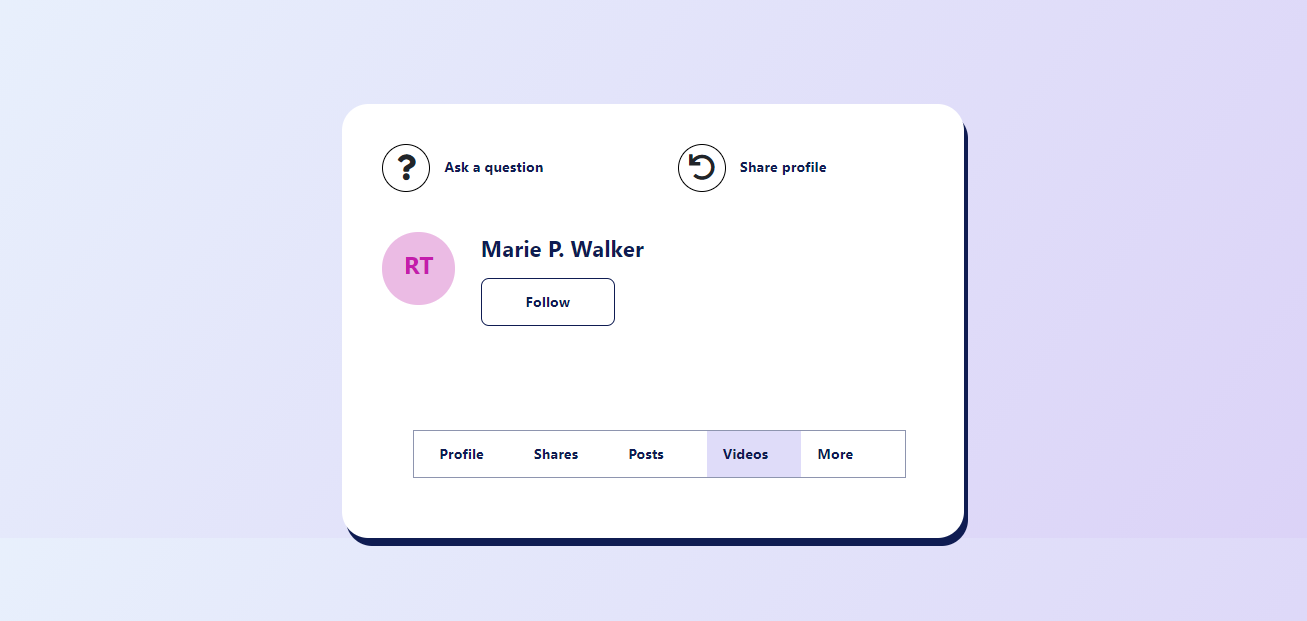 ? Ask a question
Share profile
RT
Marie P. Walker
Follow
Profile Shares Posts Videos More